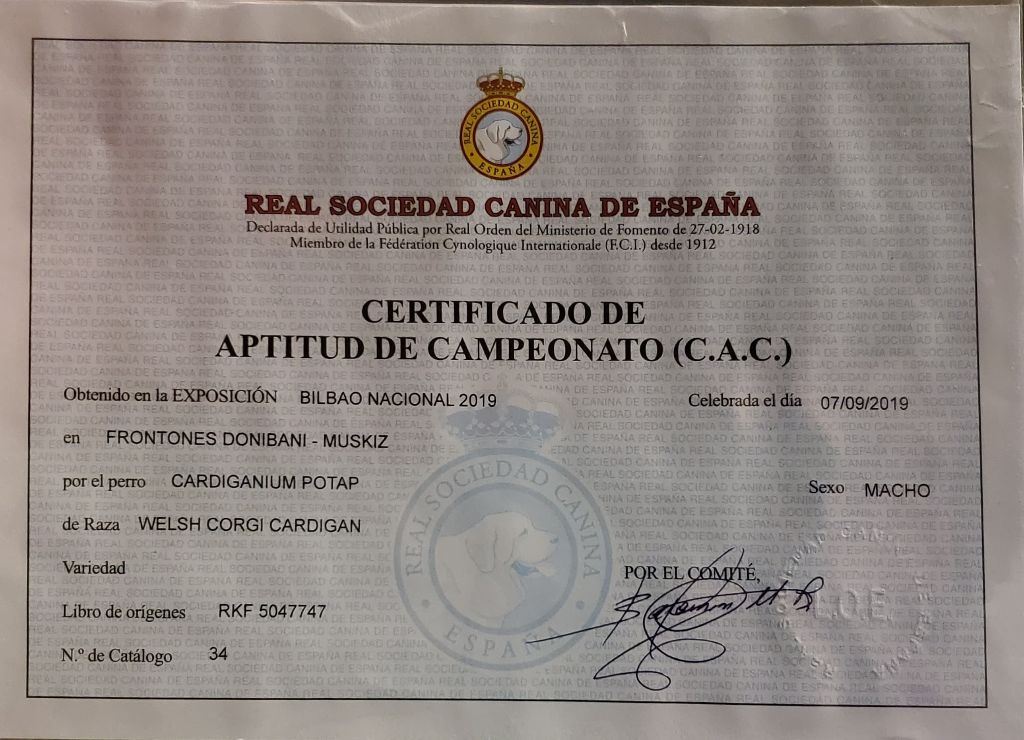 REAL SOCIEDAD CANINA
ESPAÑA
REAL SOCIEDAD CANINA DE ESPAÑA
Declarada de Utilidad Pública por Real Orden del Ministerio de Fomento de 27-02-1918
Miembro de la Fédération Cynologique Internationale (F.C.I.) desde 1912
CERTIFICADO DE
APTITUD DE CAMPEONATO (C.A.C.)
Obtenido en la EXPOSICIÓN BILBAO NACIONAL 2019 Celebrada el día 07/09/2019
en FRONTONES DONIBANI - MUSKIZ
por el perro CARDIGANIUM POTAP Sexo MACHO
de Raza WELSH CORGI CARDIGAN
Variedad
POR EL COMITÉ,
Libro de orígenes RKF 5047747
N.º de Catálogo 34
REAL SOCIEDAD CANINA
ESPAÑA
L.O.E.